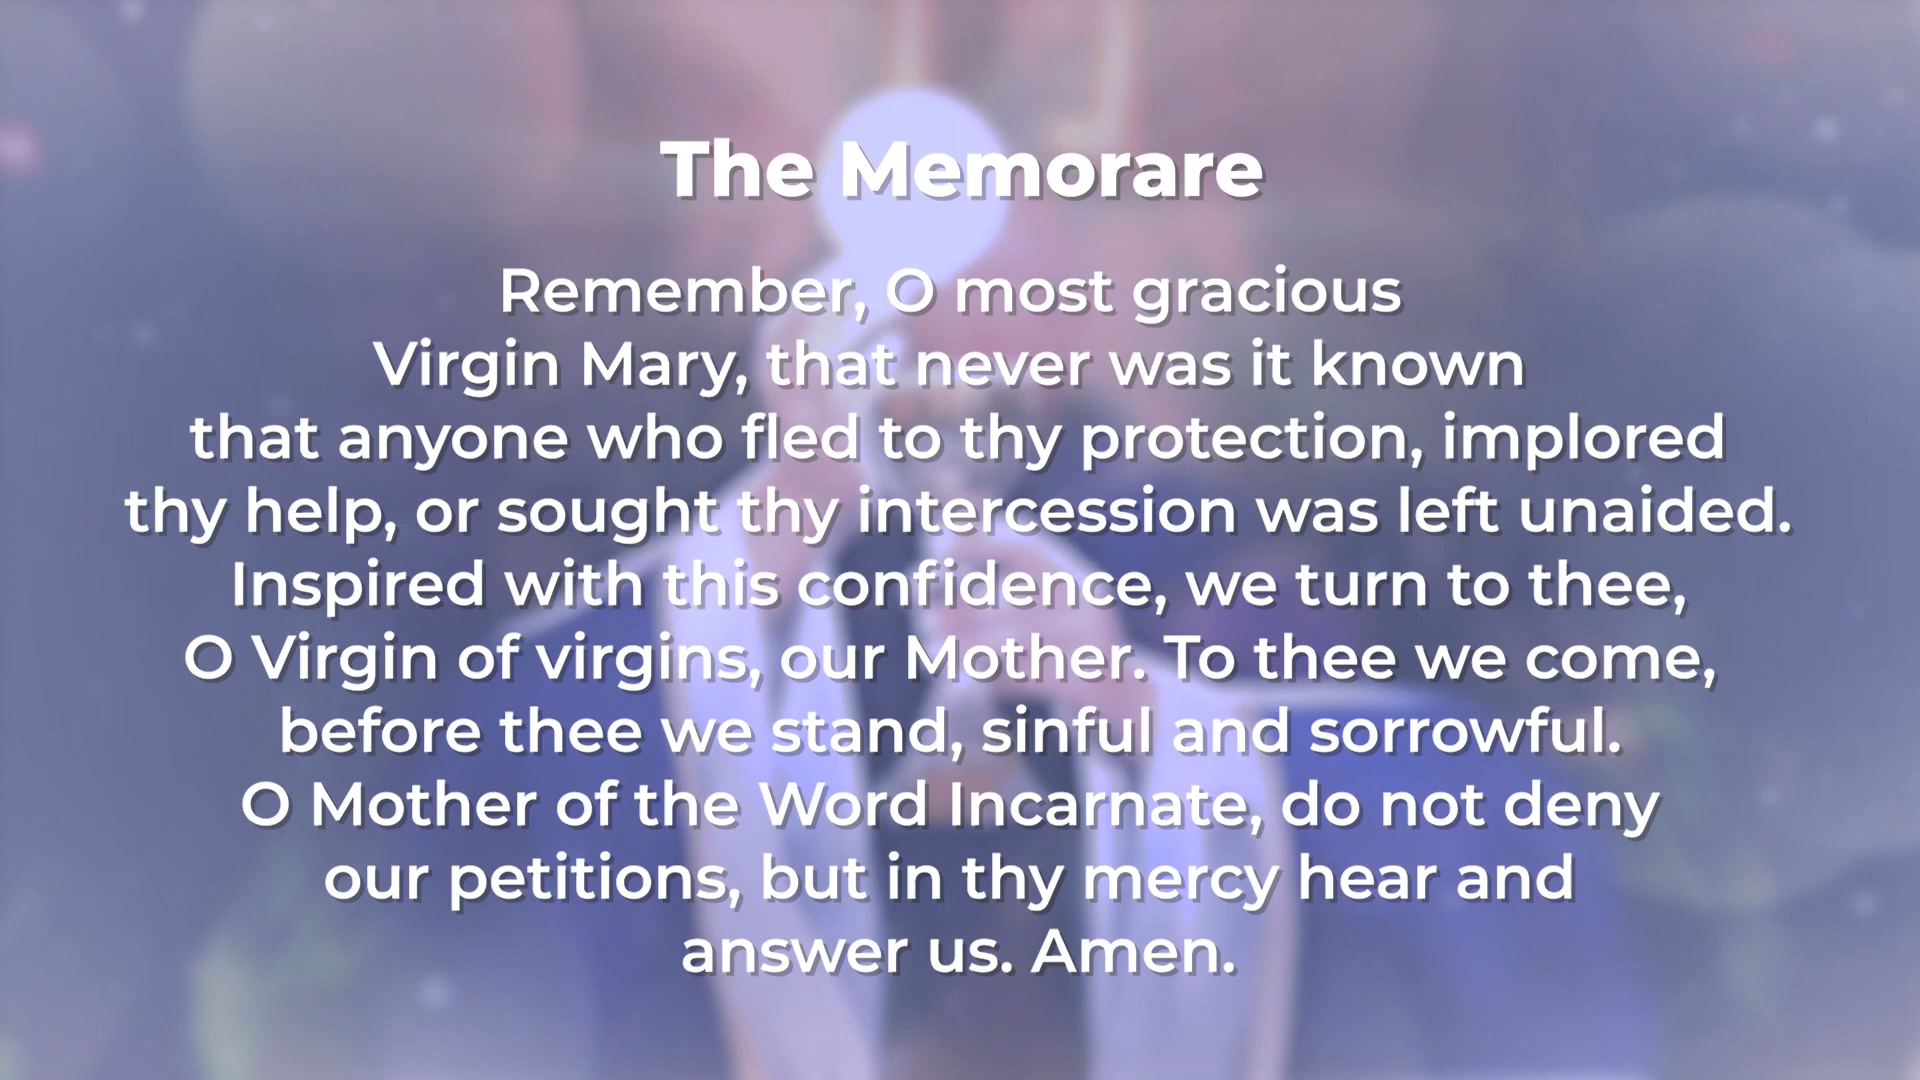 The Memorare
Remember, O most gracious
Virgin Mary, that never was it known
that anyone who fled to thy protection, implored
thy help, or sought thy intercession was left unaided.
Inspired with this confidence, we turn to thee,
O Virgin of virgins, our Mother. To thee we come,
before thee we stand, sinful and sorrowful.
O Mother of the Word Incarnate, do not deny
our petitions, but in thy mercy hear and
answer us. Amen.